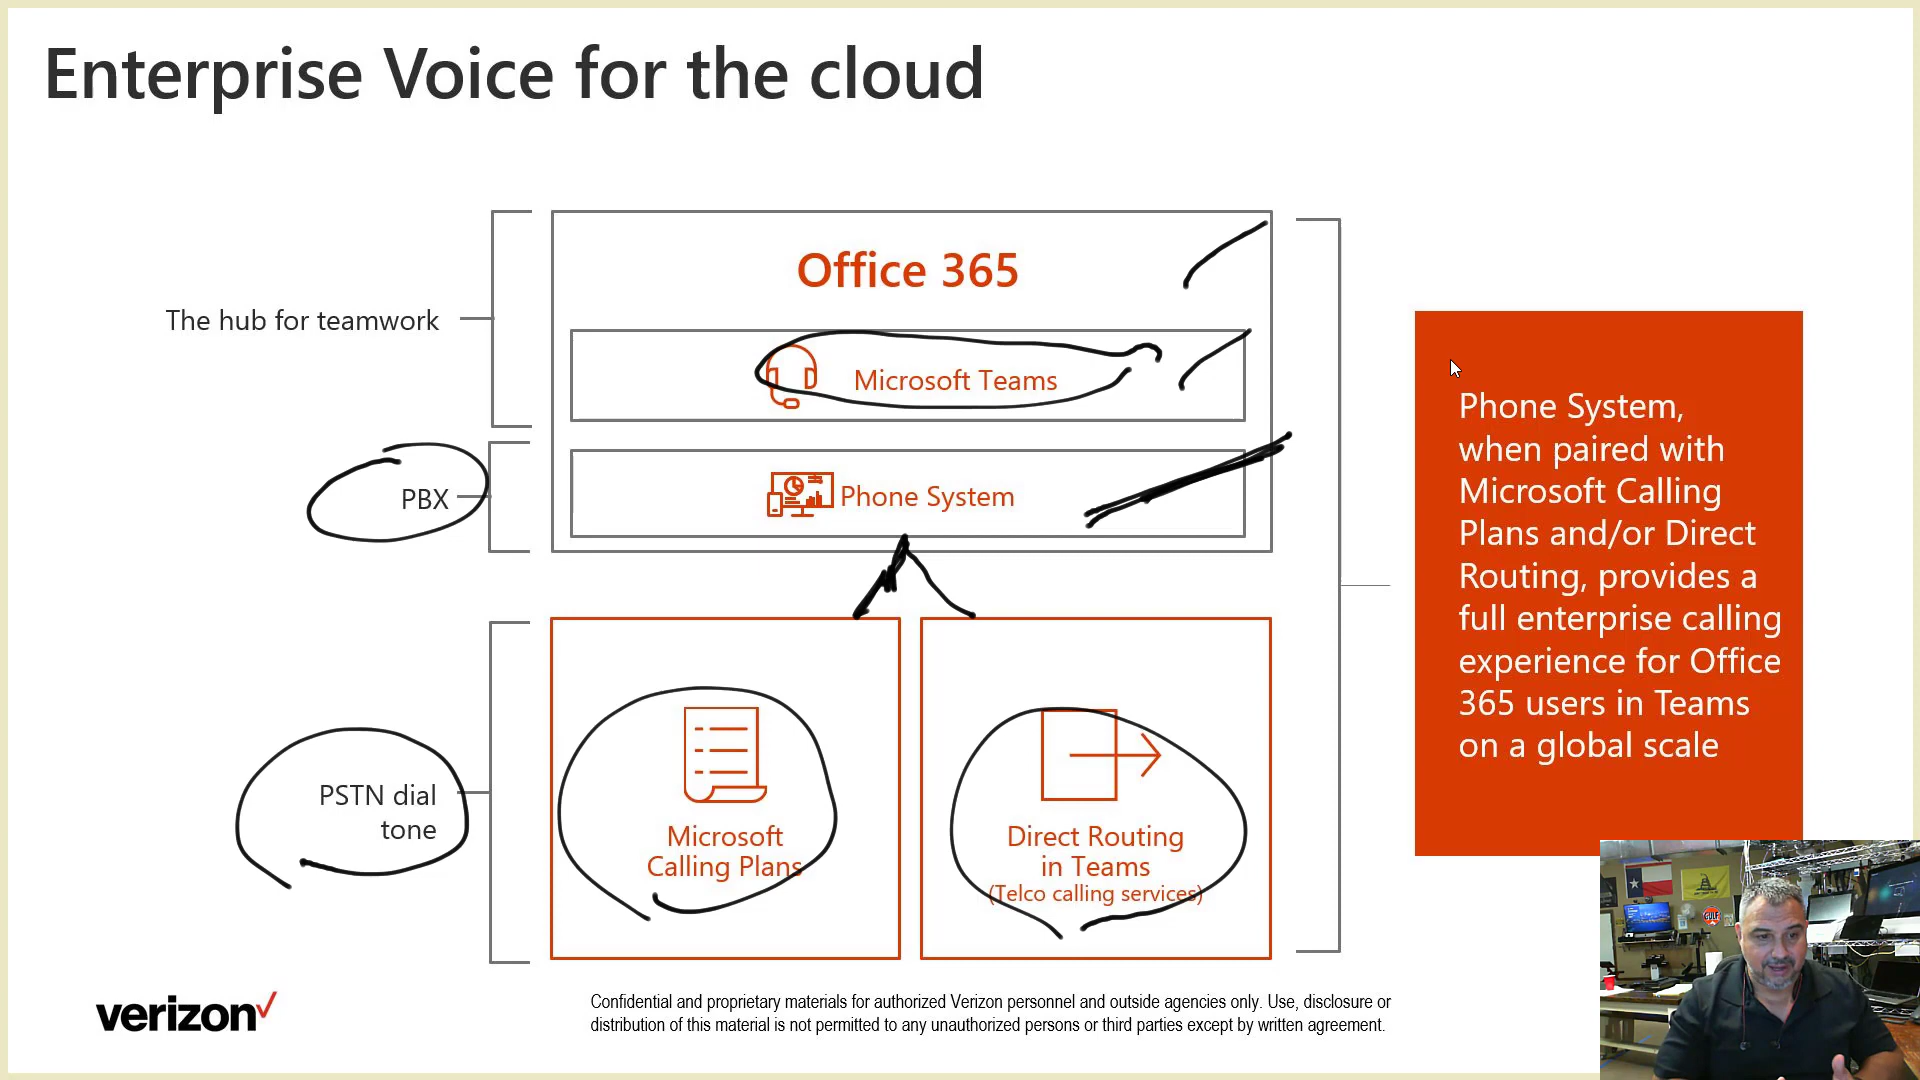 Enterprise Voice for the cloud
Office 365
The hub for teamwork
Microsoft Teams
PBX
Phone System
PSTN dial
tone
Microsoft
Calling Plans
Direct Routing
in Teams
(Telco calling services)
Phone System,
when paired with
Microsoft Calling
Plans and/or Direct
Routing, provides a
full enterprise calling
experience for Office
365 users in Teams
on a global scale
GULF
verizon
Confidential and proprietary materials for authorized Verizon personnel and outside agencies only. Use, disclosure or
distribution of this material is not permitted to any unauthorized persons or third parties except by written agreement.